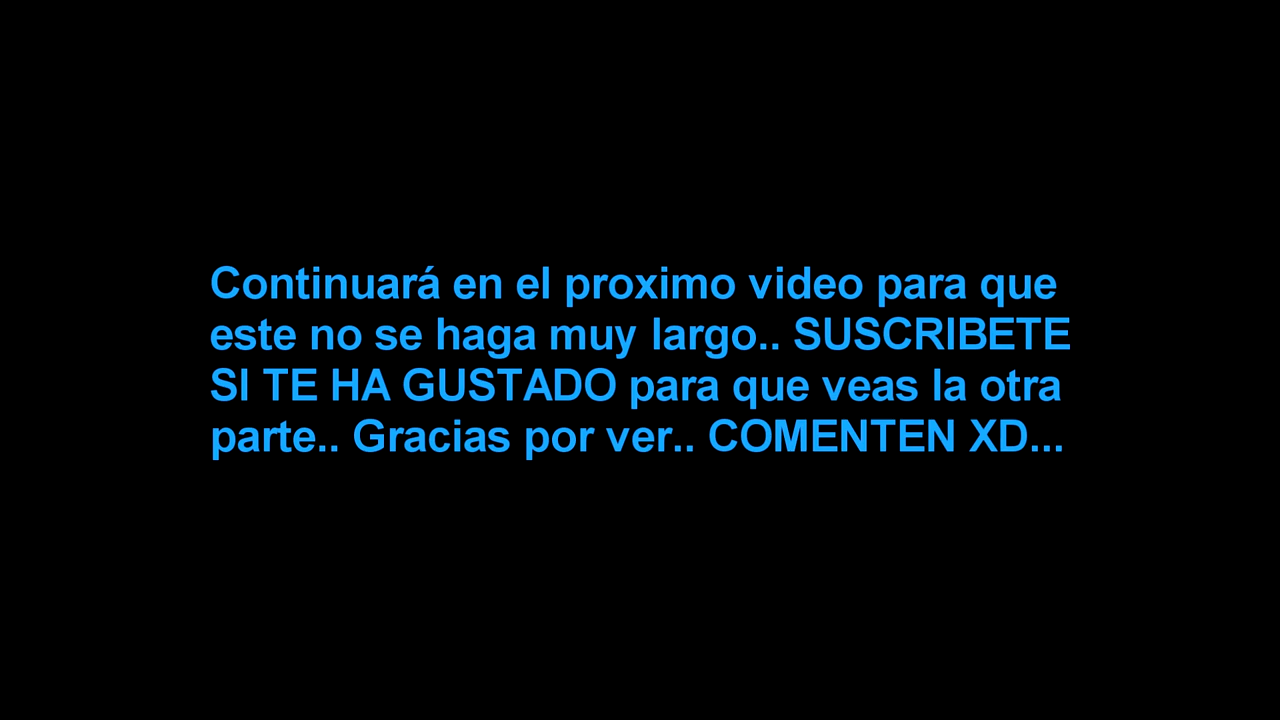 Continuará en el proximo video para que
este no se haga muy largo.. SUSCRIBETE
SI TE HA GUSTADO para que veas la otra
parte.. Gracias por ver.. COMENTEN XD...